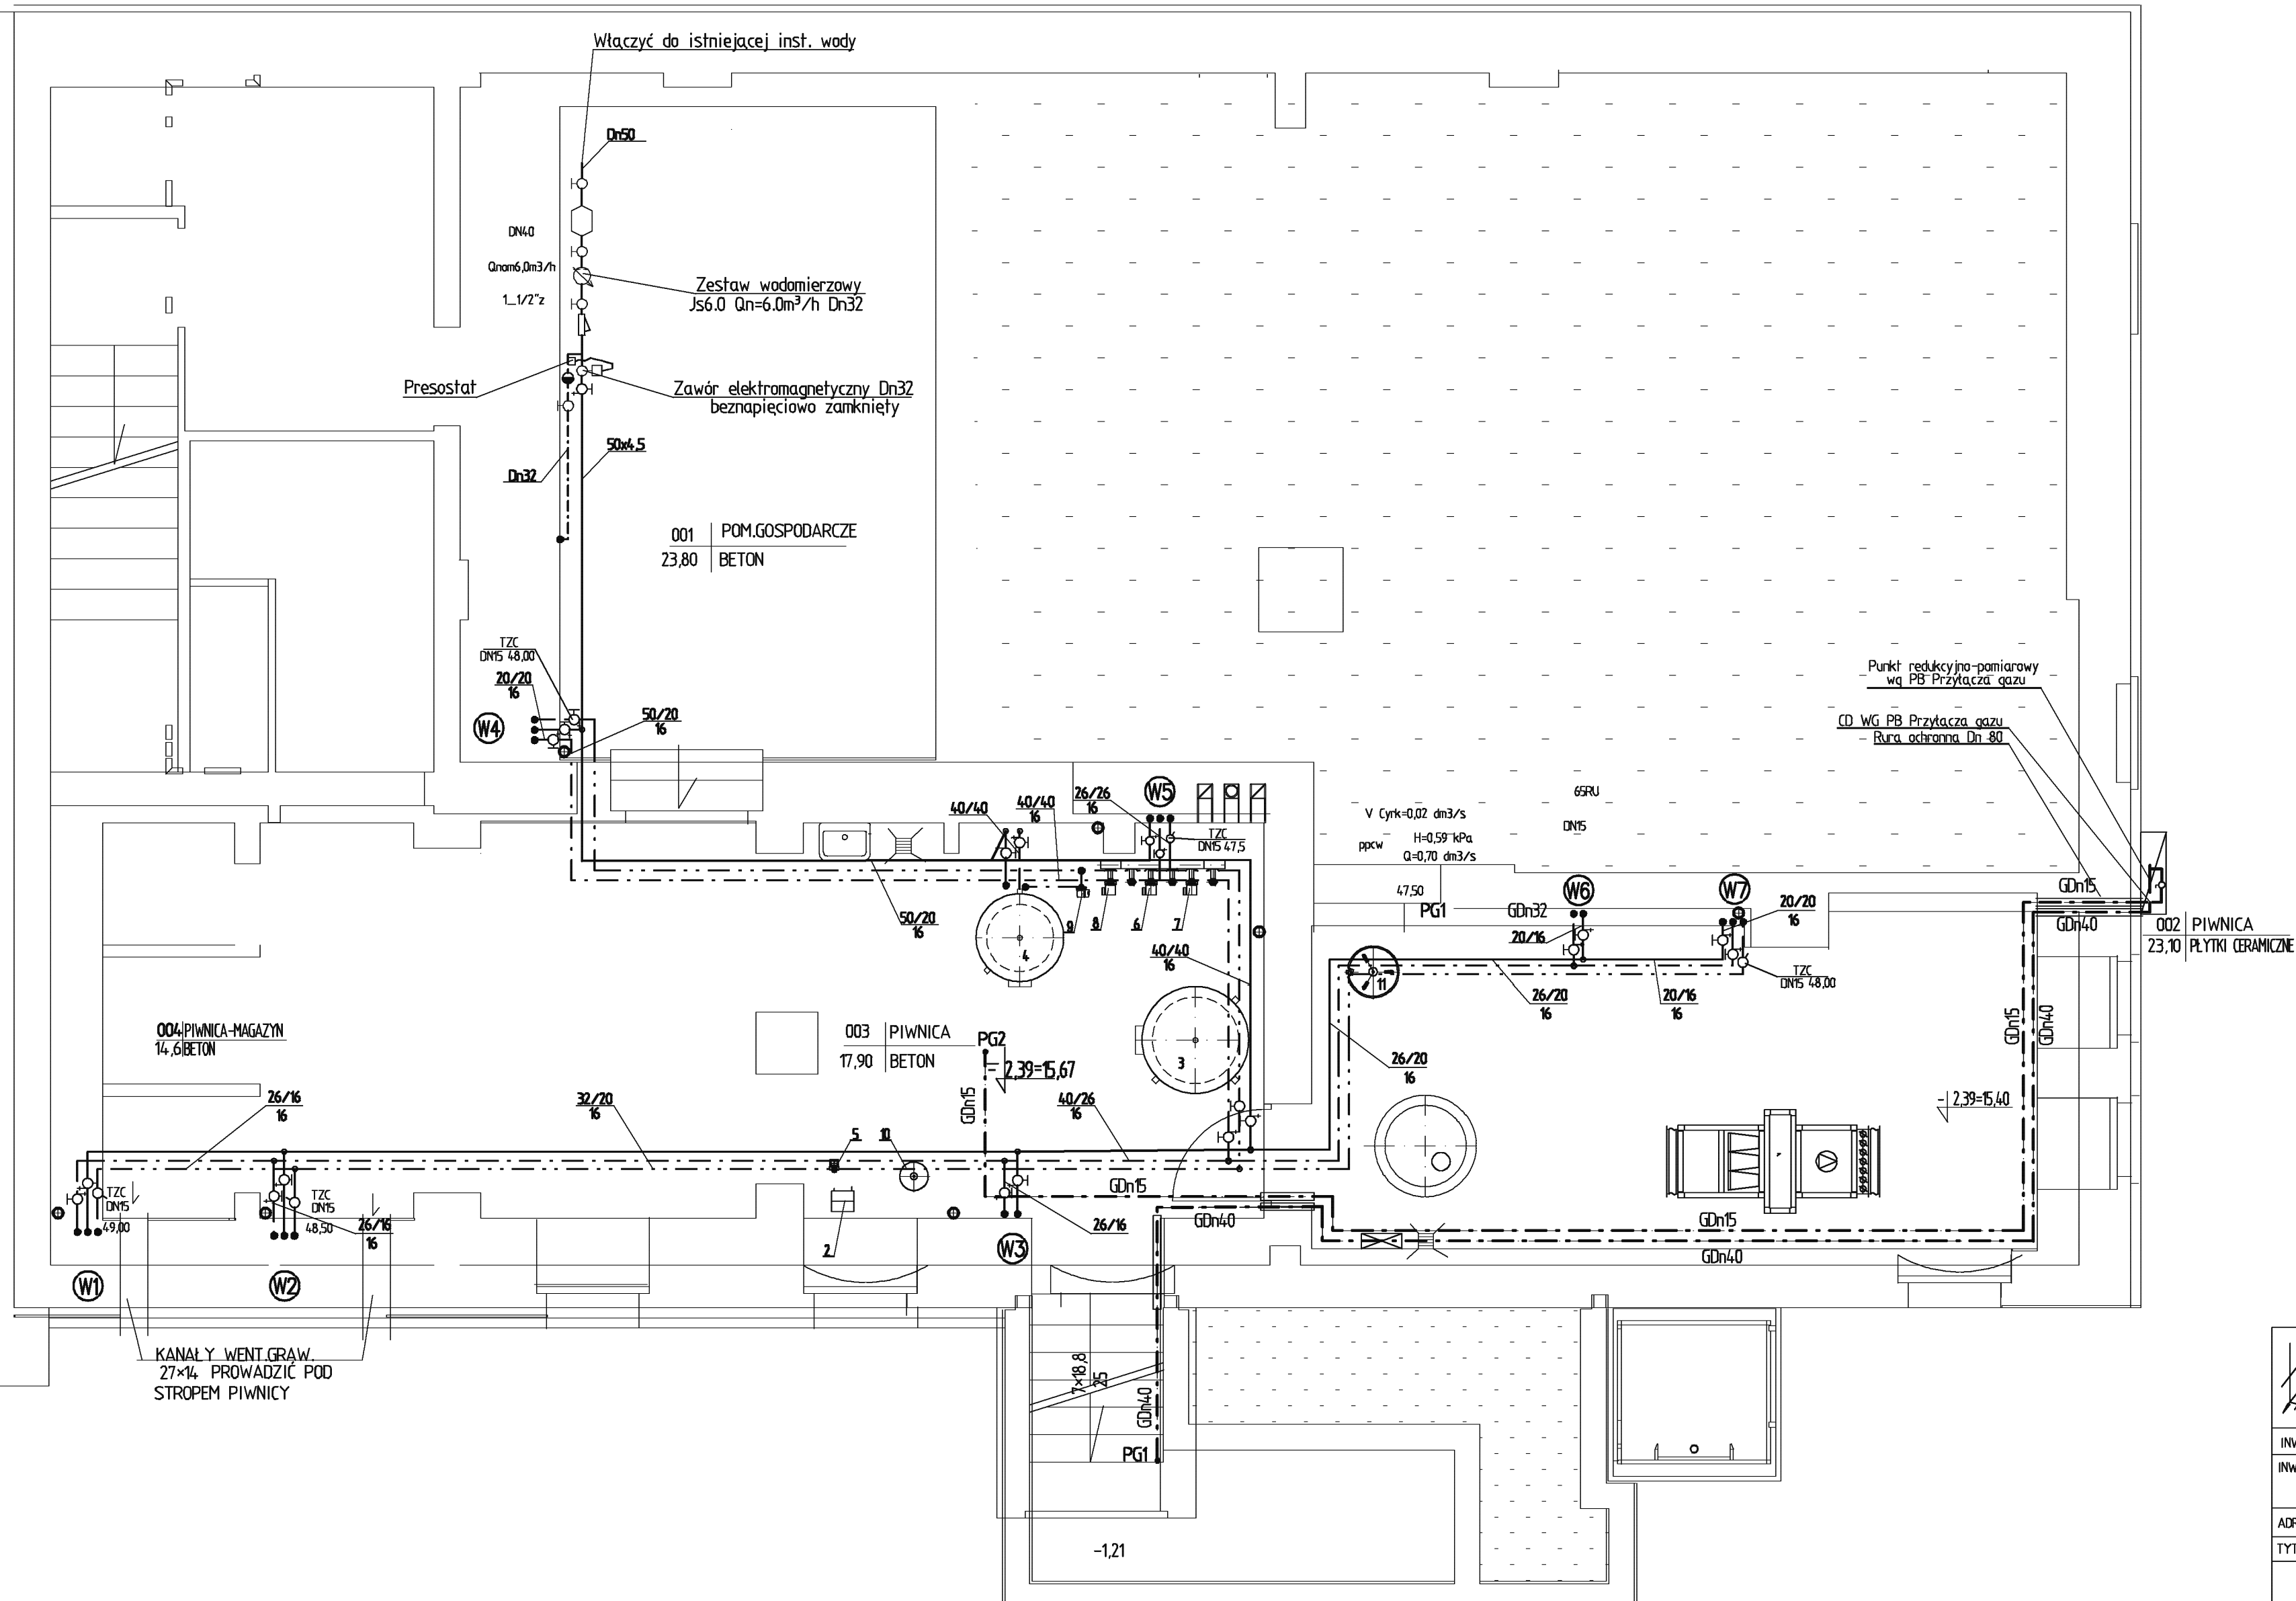 Włączyć do istniejącej inst. wody
Dn50
DN40
Qnom6,0m3/h
1_1/2"z
Zestaw wodomierzowy
Js6.0 Qn=6.0m³/h Dn32
Presostat
Zawór elektromagnetyczny Dn32
beznapięciowo zamknięty
50x4,5
Dn32
001 POM.GOSPODARCZE
23,80 BETON
TZC
DN15 48,00
20/20
16
W4
50/20
16
Punkt redukcyjno-pomiarowy
wg PB Przyłącza gazu
CD WG PB Przyłącza gazu
Rura ochronna Dn 80
40/40
40/40
16
26/26
16
W5
TZC
DN15 47,5
V Cyrk=0,02 dm3/s
H=0,59 kPa
ppcw
Q=0,70 dm3/s
65RU
DN15
47,50
PG1
GDn32
W6
W7
20/20
16
20/16
GDn15
GDn40
002 PIWNICA
23,10 PŁYTKI CERAMICZNE
50/20
16
9
8
6
7
4
40/40
16
11
TZC
DN15 48,00
26/20
16
20/16
16
004 PIWNICA-MAGAZYN
14,6 BETON
003 PIWNICA
17,90 BETON
PG2
2,39=15,67
3
26/20
16
GDn15
GDn40
- 2,39=15,40
26/16
16
32/20
16
GDn15
40/26
16
5
10
TZC
DN15
49,00
TZC
DN15
48,50
26/16
16
2
GDn15
26/16
GDn40
GDn15
GDn40
W1
W2
W3
KANAŁY WENT.GRAW.
27×14 PROWADZIĆ POD
STROPEM PIWNICY
7×18,8
25
GDn40
PG1
-1,21
INW
ADR
TYT